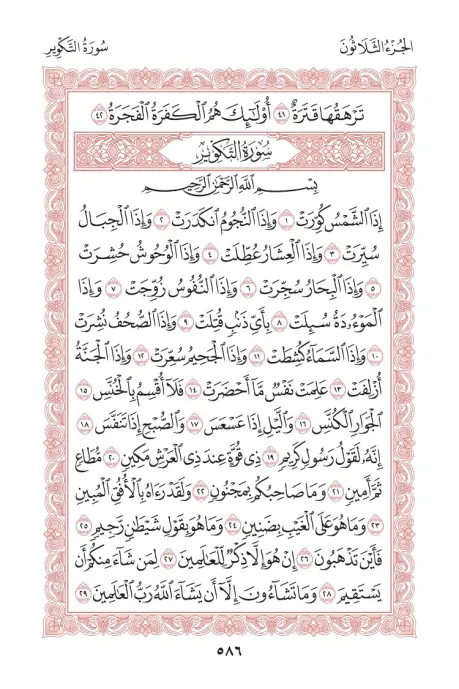 الجُزْءُ الثَّلَاثُونَ
سُورَةُ التَّكْوِيرِ
تَرْهَقُهَا قَتَرَةٌ ٤١ أُوْلَٰٓئِكَ هُمُ ٱلْكَفَرَةُ ٱلْفَجَرَةُ ٤٢
سُورَةُ التَّكْوِيرِ
بِسْمِ ٱللَّهِ ٱلرَّحْمَٰنِ ٱلرَّحِيمِ
إِذَا ٱلشَّمْسُ كُوِّرَتْ ١ وَإِذَا ٱلنُّجُومُ ٱنكَدَرَتْ ٢ وَإِذَا ٱلْجِبَالُ
سُيِّرَتْ ٣ وَإِذَا ٱلْعِشَارُ عُطِّلَتْ ٤ وَإِذَا ٱلْوُحُوشُ حُشِرَتْ
٥ وَإِذَا ٱلْبِحَارُ سُجِّرَتْ ٦ وَإِذَا ٱلنُّفُوسُ زُوِّجَتْ ٧ وَإِذَا
ٱلْمَوْءُۥدَةُ سُئِلَتْ ٨ بِأَيِّ ذَنۢبٍ قُتِلَتْ ٩ وَإِذَا ٱلصُّحُفُ نُشِرَتْ
١٠ وَإِذَا ٱلسَّمَآءُ كُشِطَتْ ١١ وَإِذَا ٱلْجَحِيمُ سُعِّرَتْ ١٢ وَإِذَا ٱلْجَنَّةُ
أُزْلِفَتْ ١٣ عَلِمَتْ نَفْسٌ مَّآ أَحْضَرَتْ ١٤ فَلَآ أُقْسِمُ بِٱلْخُنَّسِ ١٥
ٱلْجَوَارِ ٱلْكُنَّسِ ١٦ وَٱلَّيْلِ إِذَا عَسْعَسَ ١٧ وَٱلصُّبْحِ إِذَا تَنَفَّسَ ١٨
إِنَّهُۥ لَقَوْلُ رَسُولٍ كَرِيمٍ ١٩ ذِي قُوَّةٍ عِندَ ذِي ٱلْعَرْشِ مَكِينٍ ٢٠ مُّطَاعٍ
ثَمَّ أَمِينٍ ٢١ وَمَا صَاحِبُكُم بِمَجْنُونٍ ٢٢ وَلَقَدْ رَءَاهُ بِٱلْأُفُقِ ٱلْمُبِينِ
٢٣ وَمَا هُوَ عَلَى ٱلْغَيْبِ بِضَنِينٍ ٢٤ وَمَا هُوَ بِقَوْلِ شَيْطَٰنٍ رَّجِيمٍ ٢٥
فَأَيْنَ تَذْهَبُونَ ٢٦ إِنْ هُوَ إِلَّا ذِكْرٌ لِّلْعَٰلَمِينَ ٢٧ لِمَن شَآءَ مِنكُمْ أَن
يَسْتَقِيمَ ٢٨ وَمَا تَشَآءُونَ إِلَّآ أَن يَشَآءَ ٱللَّهُ رَبُّ ٱلْعَٰلَمِينَ ٢٩
٥٨٦